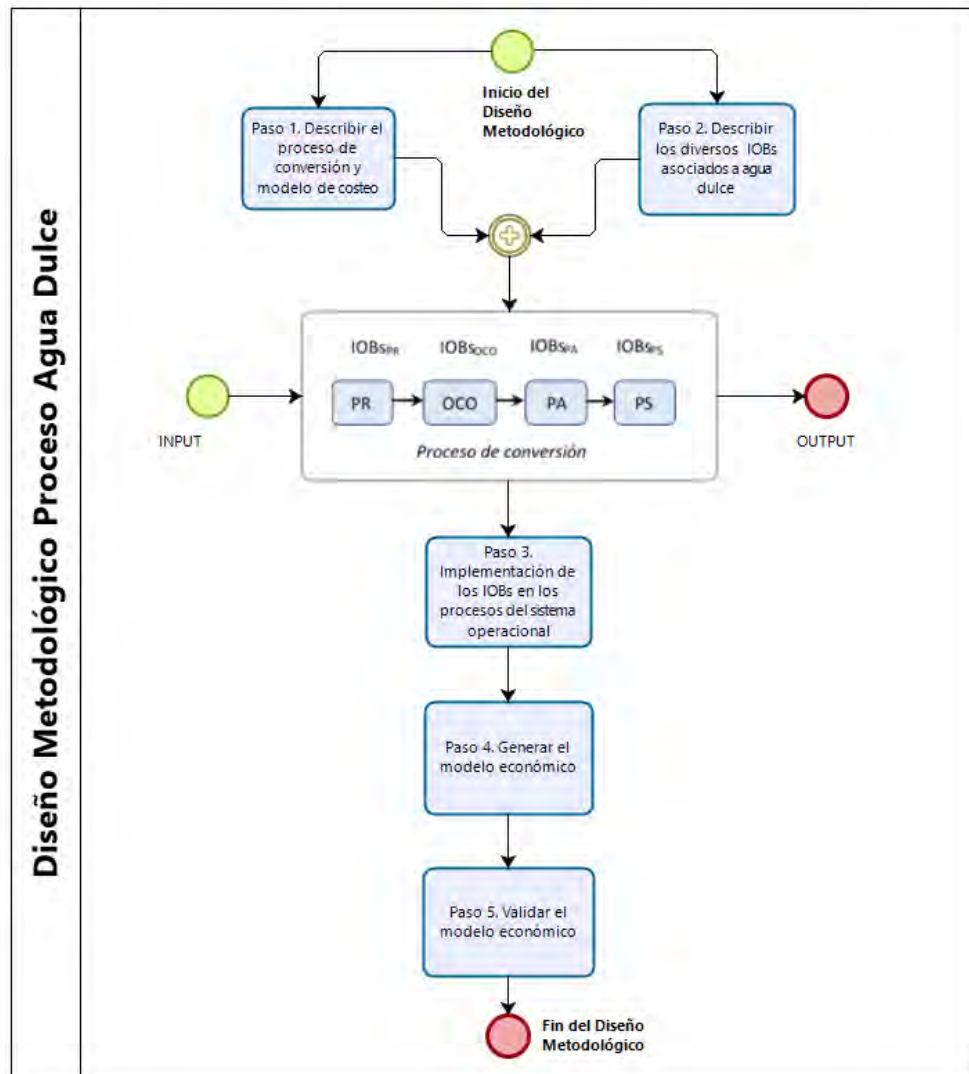 Diseño Metodológico Proceso Agua Dulce
Inicio del
Diseño
Metodológico
Paso 1. Describir el
proceso de
conversión y
modelo de costeo
Paso 2. Describir
los diversos IOBs
asociados a agua
dulce
IOBsPR IOBsOCO IOBsPA IOBsPS
PR OCO PA PS
Proceso de conversión
INPUT
OUTPUT
Paso 3.
Implementación de
los IOBs en los
procesos del sistema
operacional
Paso 4. Generar el
modelo económico
Paso 5. Validar el
modelo económico
Fin del Diseño
Metodológico